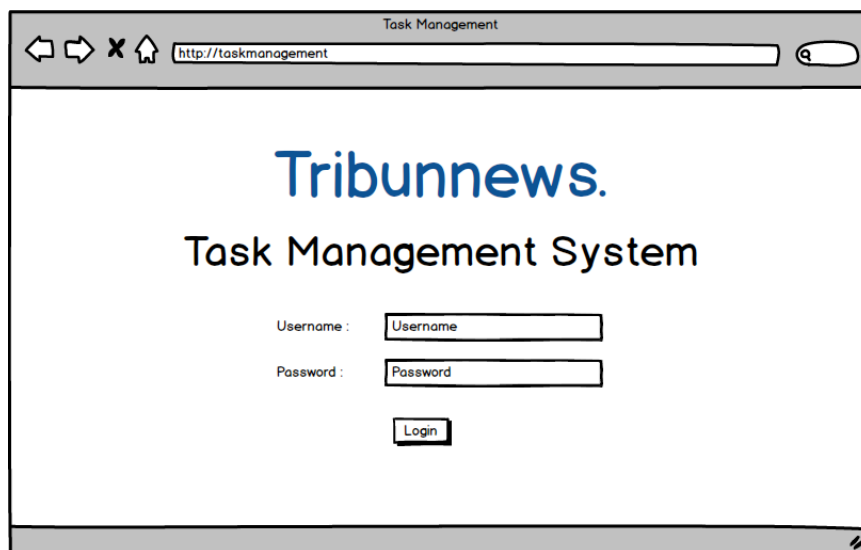 Task Management
http://taskmanagement
Tribunnews.
Task Management System
Username : Username
Password : Password
Login